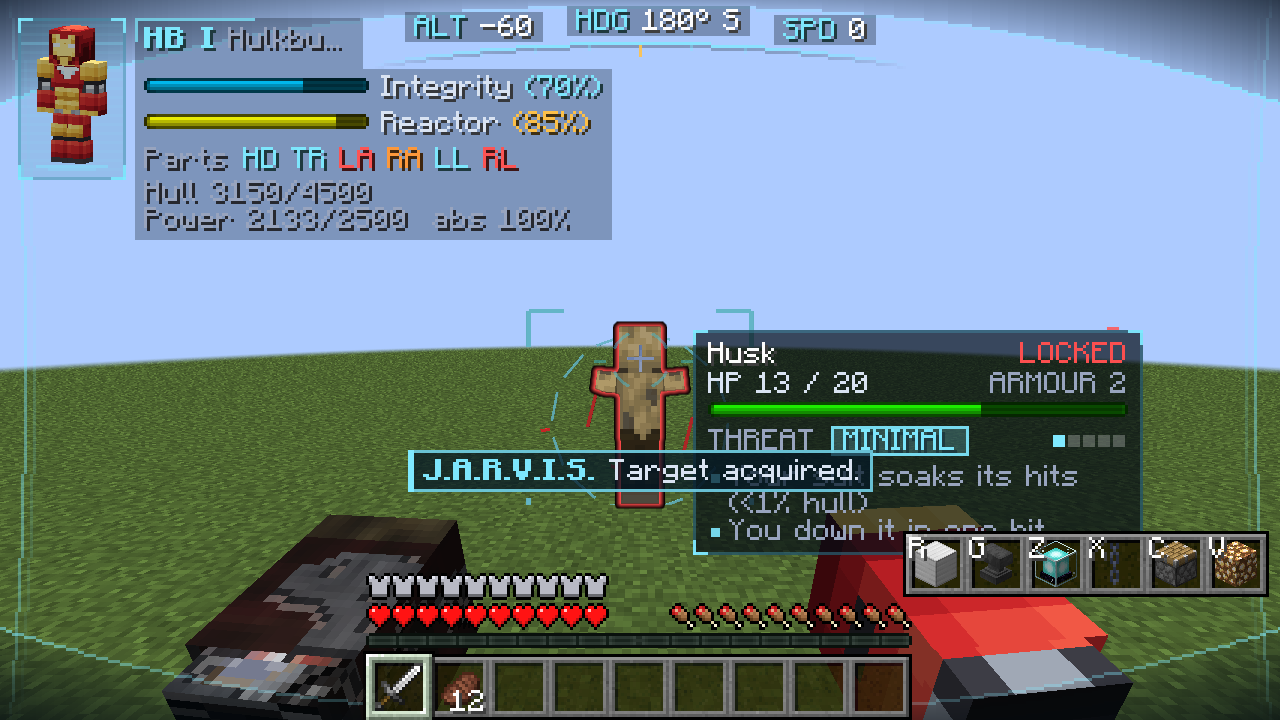 HB I Hulkbu...
ALT -60
HDG 180° S
SPD 0
Integrity (70%)
Reactor (85%)
Parts HD TR LA RA LL RL
Hull 3150/4500
Power 2133/2500 abs 100%
Husk LOCKED
HP 13 / 20 ARMOUR 2
THREAT MINIMAL
J.A.R.V.I.S. Target acquired.
soaks its hits
(<1% hull)
You down it in one hit
R G Z X C V
12